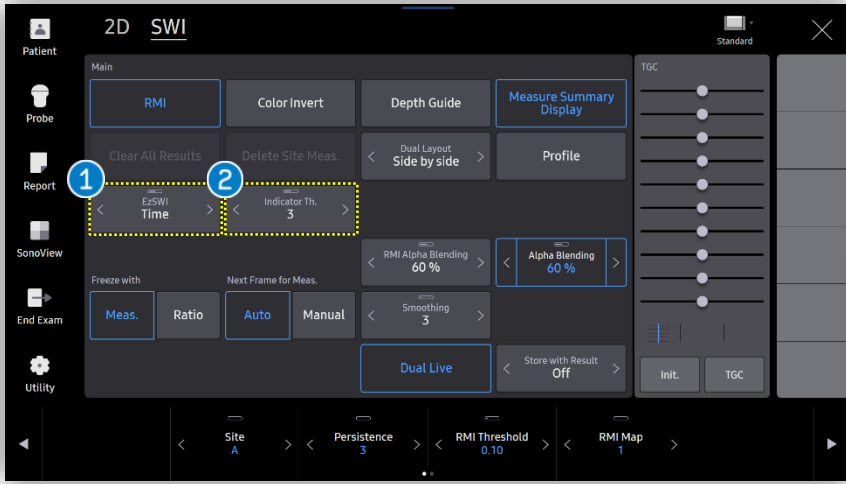 Patient
Probe
Report
SonoView
End Exam
Utility
2D SWI
Standard
Main
RMI
Color Invert
Depth Guide
Measure Summary
Display
Clear All Results
Delete Site Meas.
Dual Layout
< Side by side >
Profile
1
EzSWI
< Time >
2
Indicator Th.
< 3 >
RMI Alpha Blending
< 60 % >
Alpha Blending
< 60 % >
Freeze with
Meas.
Ratio
Next Frame for Meas.
Auto
Manual
Smoothing
< 3 >
Dual Live
Store with Result
< Off >
TGC
Init.
TGC
< Site >
A
< Persistence >
3
< RMI Threshold >
0.10
< RMI Map >
1